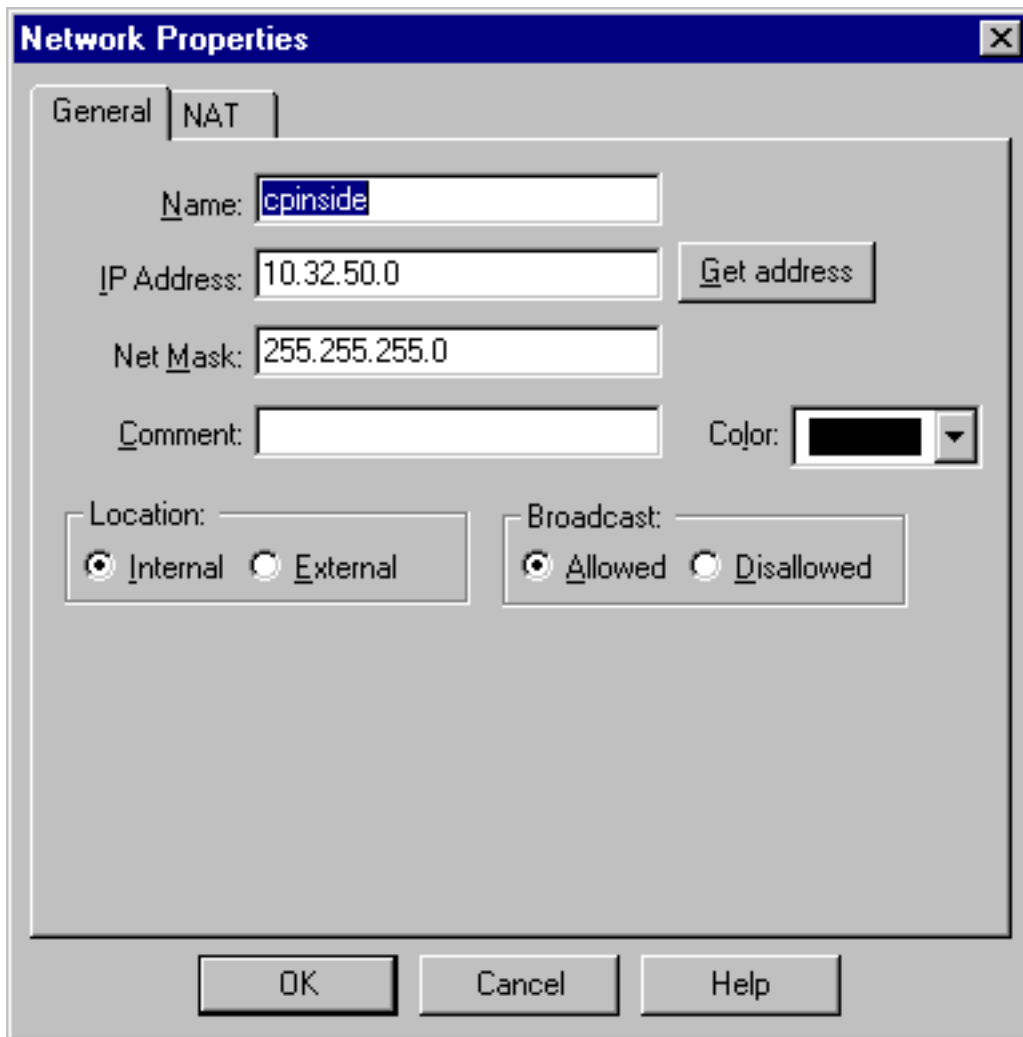 Network Properties
General NAT
Name: cpinside
IP Address: 10.32.50.0 Get address
Net Mask: 255.255.255.0
Comment: Color:
Location: Broadcast:
Internal External Allowed Disallowed
OK Cancel Help